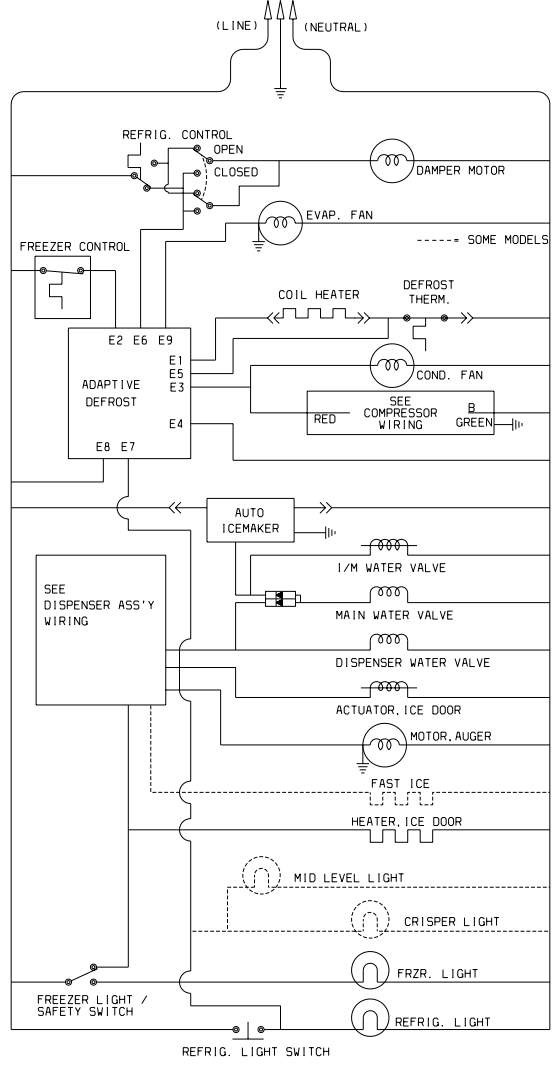 (LINE)
(NEUTRAL)
REFRIG. CONTROL
OPEN
CLOSED
DAMPER MOTOR
EVAP. FAN
-----= SOME MODELS
FREEZER CONTROL
COIL HEATER
DEFROST
THERM.
E2 E6 E9
E1
E5
E3
E4
ADAPTIVE
DEFROST
E8 E7
COND. FAN
SEE
COMPRESSOR
WIRING
RED
B
GREEN
AUTO
ICEMAKER
I/M WATER VALVE
SEE
DISPENSER ASS'Y
WIRING
MAIN WATER VALVE
DISPENSER WATER VALVE
ACTUATOR,ICE DOOR
MOTOR,AUGER
FAST ICE
HEATER,ICE DOOR
MID LEVEL LIGHT
CRISPER LIGHT
FRZR. LIGHT
FREEZER LIGHT /
SAFETY SWITCH
REFRIG. LIGHT
REFRIG. LIGHT SWITCH